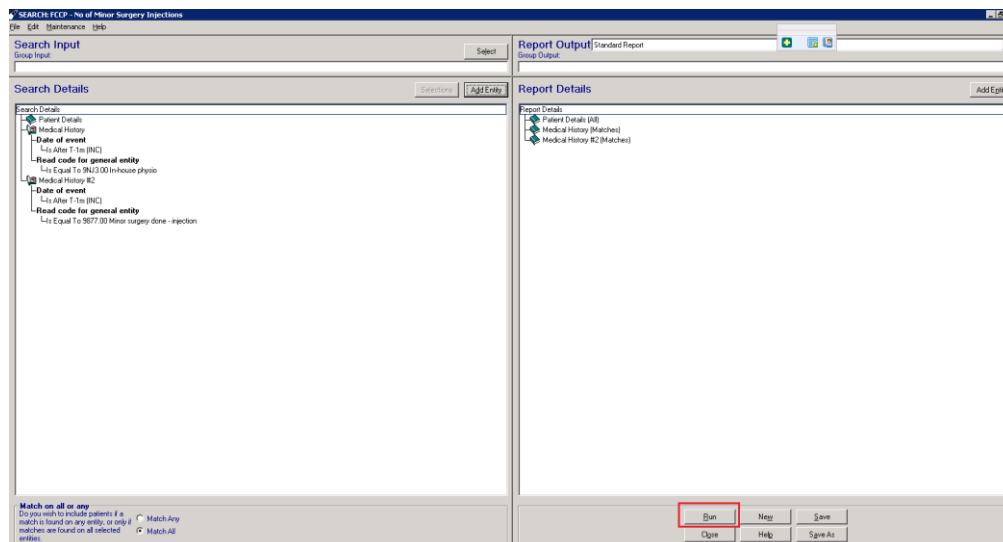 SEARCH: FCCP - No of Minor Surgery Injections
File Edit Maintenance Help
Search Input
Group Input:
Select
Report Output
Standard Report
Group Output:
Search Details
Selections
Add Entity
Search Details
Patient Details
Medical History
Date of event
Is After T-1m (INC)
Read code for general entity
Is Equal To 9NJ3.00 In-house physio
Medical History #2
Date of event
Is After T-1m (INC)
Read code for general entity
Is Equal To 9877.00 Minor surgery done - injection
Report Details
Add Enti
Report Details
Patient Details (All)
Medical History (Matches)
Medical History #2 (Matches)
Match on all or any
Do you wish to include patients if a
match is found on any entity, or only if
matches are found on all selected
entities.
Match Any
Match All
Run
New
Save
Close
Help
Save As